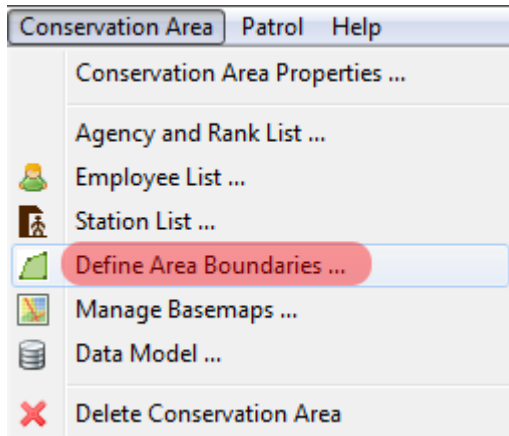 Conservation Area Patrol Help
Conservation Area Properties ...
Agency and Rank List ...
Employee List ...
Station List ...
Define Area Boundaries ...
Manage Basemaps ...
Data Model ...
Delete Conservation Area